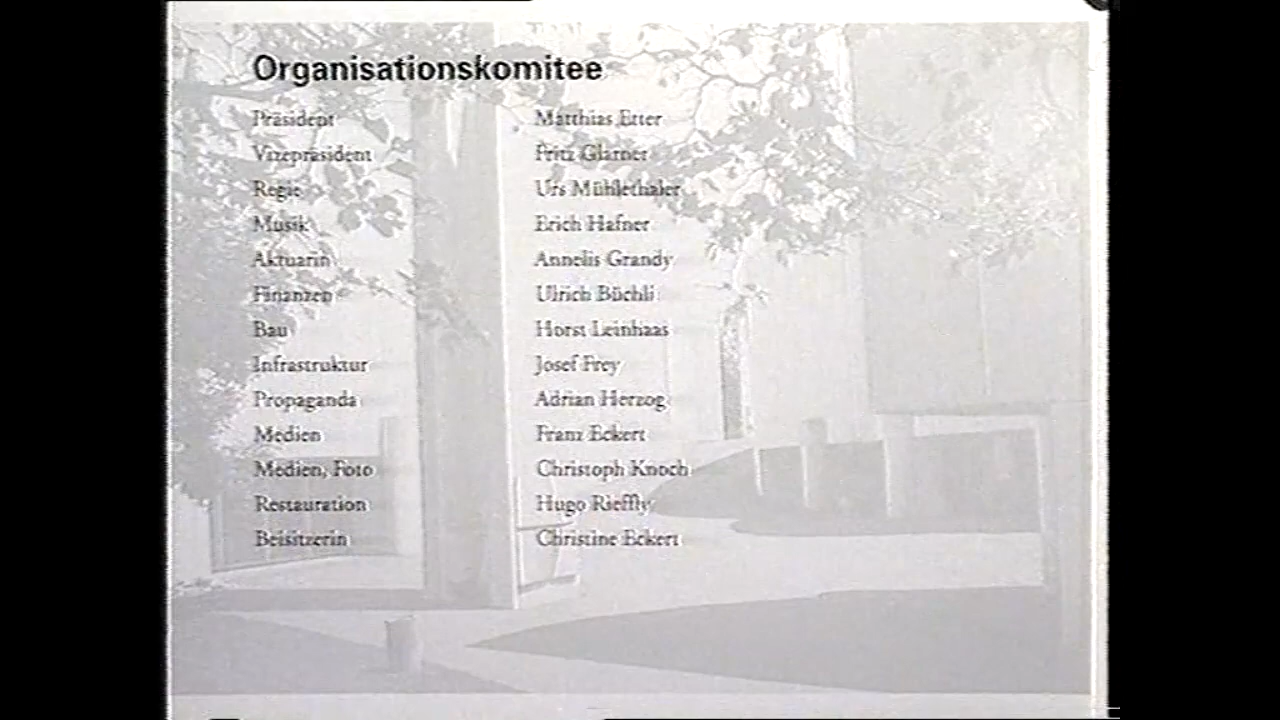 Organisationskomitee
Präsident Matthias Etter
Vizepräsident Fritz Glarner
Regie Urs Mühlethaler
Musik Erich Hafner
Aktuarin Annelis Grandy
Finanzen Ulrich Büchli
Bau Horst Leinhaas
Infrastruktur Josef Frey
Propaganda Adrian Herzog
Medien Franz Eckert
Medien, Foto Christoph Knoch
Restauration Hugo Rieffly
Beisitzerin Christine Eckert